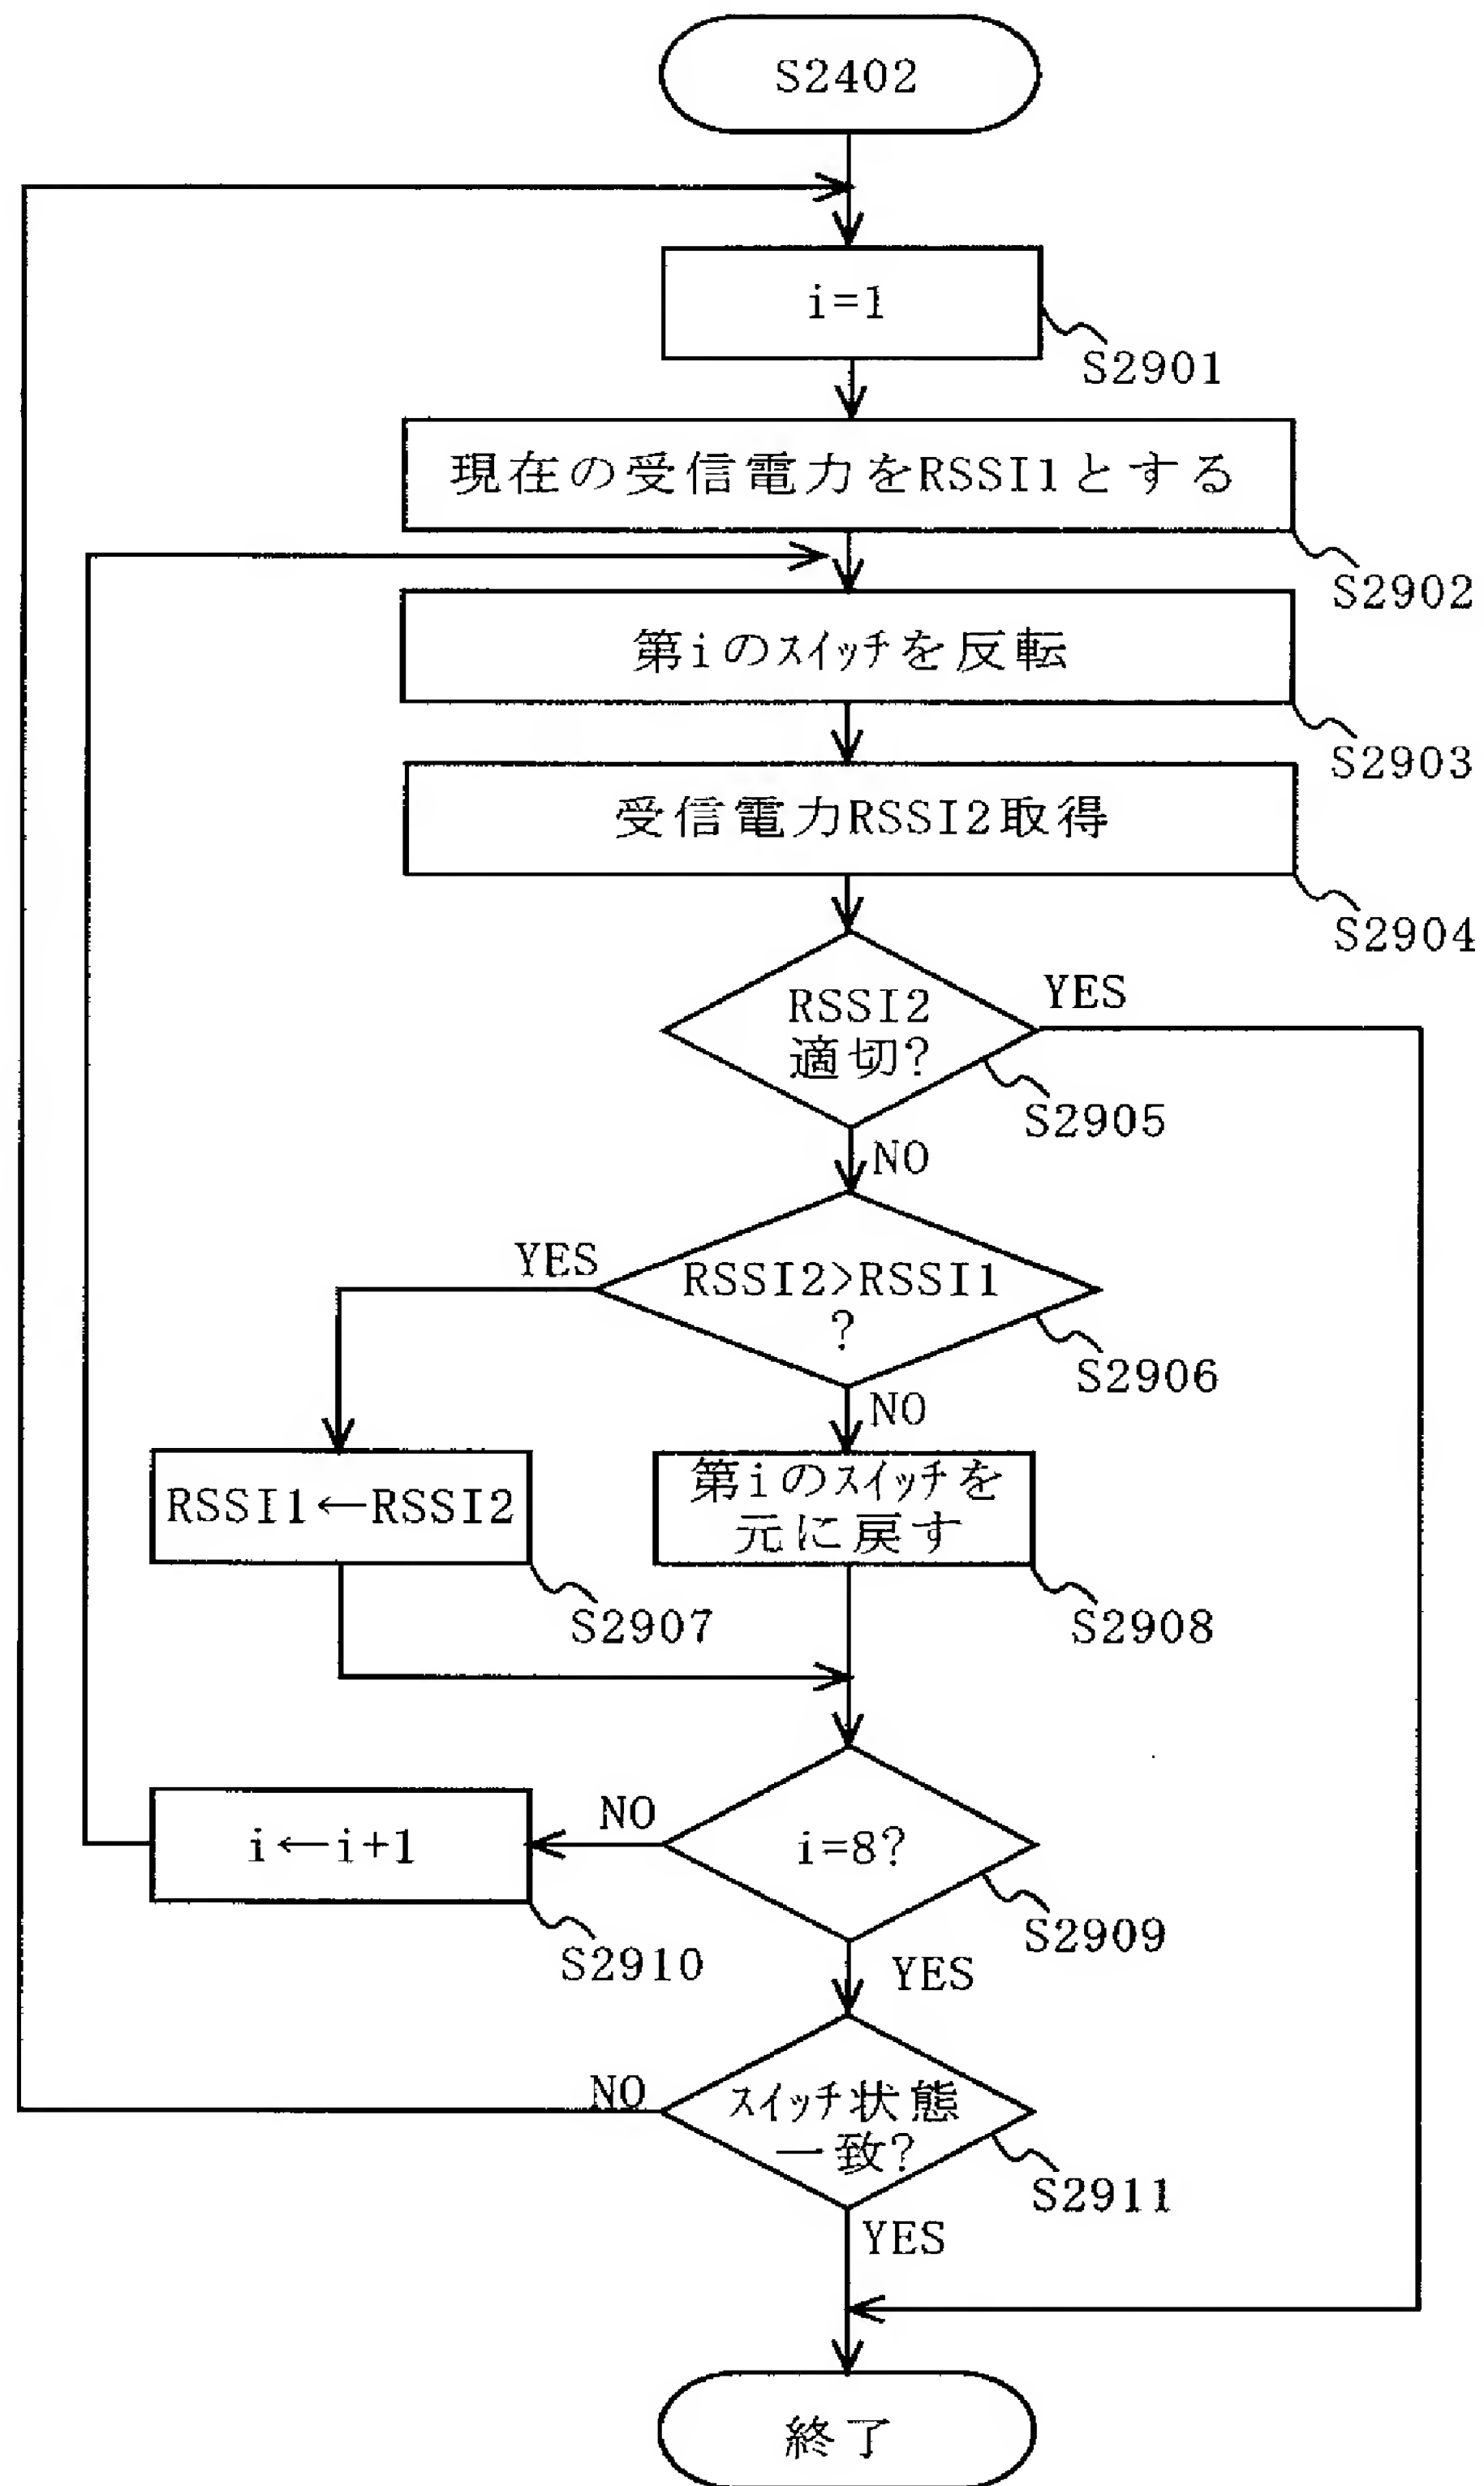 S2402
i=1
S2901
現在の受信電力をRSSI1とする
S2902
第iのｽｲｯﾁを反転
S2903
受信電力RSSI2取得
S2904
RSSI2
適切?
YES
S2905
NO
YES
RSSI2>RSSI1
?
S2906
NO
RSSI1←RSSI2
S2907
第iのｽｲｯﾁを
元に戻す
S2908
NO
i=8?
i←i+1
S2909
S2910
YES
NO
ｽｲｯﾁ状態
一致?
S2911
YES
終了